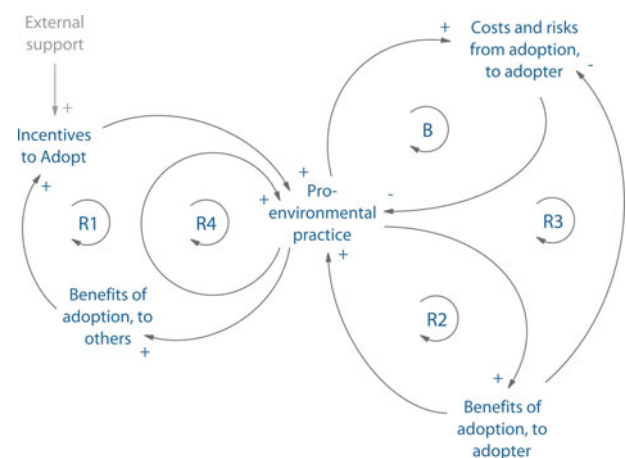 External
support
+
Incentives
to Adopt
+
R1
Benefits of
adoption, to
others
+
R4
+
+
Pro-
environmental
practice
-
+
+
Costs and risks
from adoption,
to adopter
-
B
R3
R2
+
Benefits of
adoption, to
adopter